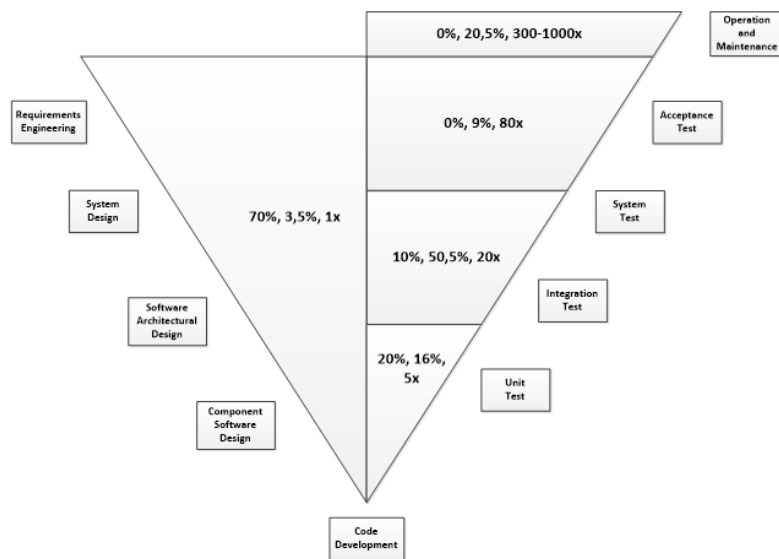 0%, 20,5%, 300-1000x
Operation
and
Maintenance
Requirements
Engineering
0%, 9%, 80x
Acceptance
Test
System
Design
70%, 3,5%, 1x
System
Test
10%, 50,5%, 20x
Integration
Test
Software
Architectural
Design
20%, 16%,
5x
Unit
Test
Component
Software
Design
Code
Development